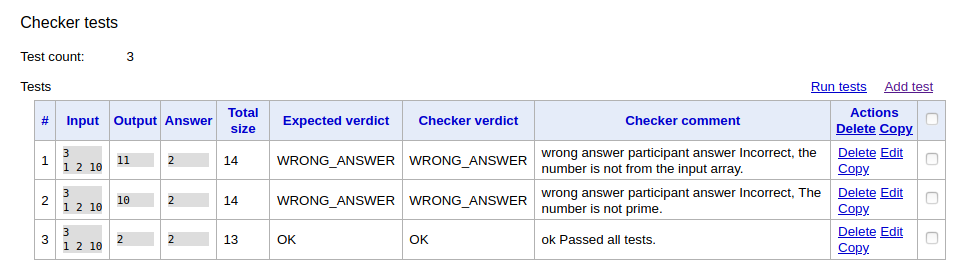 Checker tests
Test count: 3
Tests Run tests Add test
# Input Output Answer Total size Expected verdict Checker verdict Checker comment Actions Delete Copy
1
3
1 2 10
11
2
14
WRONG_ANSWER
WRONG_ANSWER
wrong answer participant answer Incorrect, the
number is not from the input array.
Delete Edit
Copy
2
3
1 2 10
10
2
14
WRONG_ANSWER
WRONG_ANSWER
wrong answer participant answer Incorrect, The
number is not prime.
Delete Edit
Copy
3
3
1 2 10
2
2
13
OK
OK
ok Passed all tests.
Delete Edit
Copy